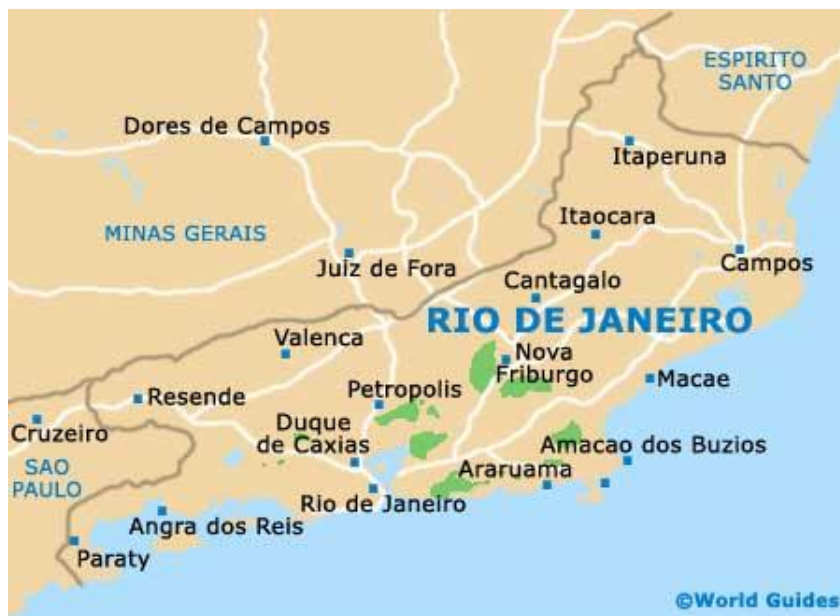 ESPIRITO
SANTO
Dores de Campos
Itaperuna
Itaocara
MINAS GERAIS
Juiz de Fora
Campos
Cantagalo
RIO DE JANEIRO
Valenca
Nova
Friburgo
Macae
Resende
Petropolis
Cruzeiro
Duque
de Caxias
Amacao dos Buzios
SAO
PAULO
Araruama
Rio de Janeiro
Angra dos Reis
Paraty
©World Guides